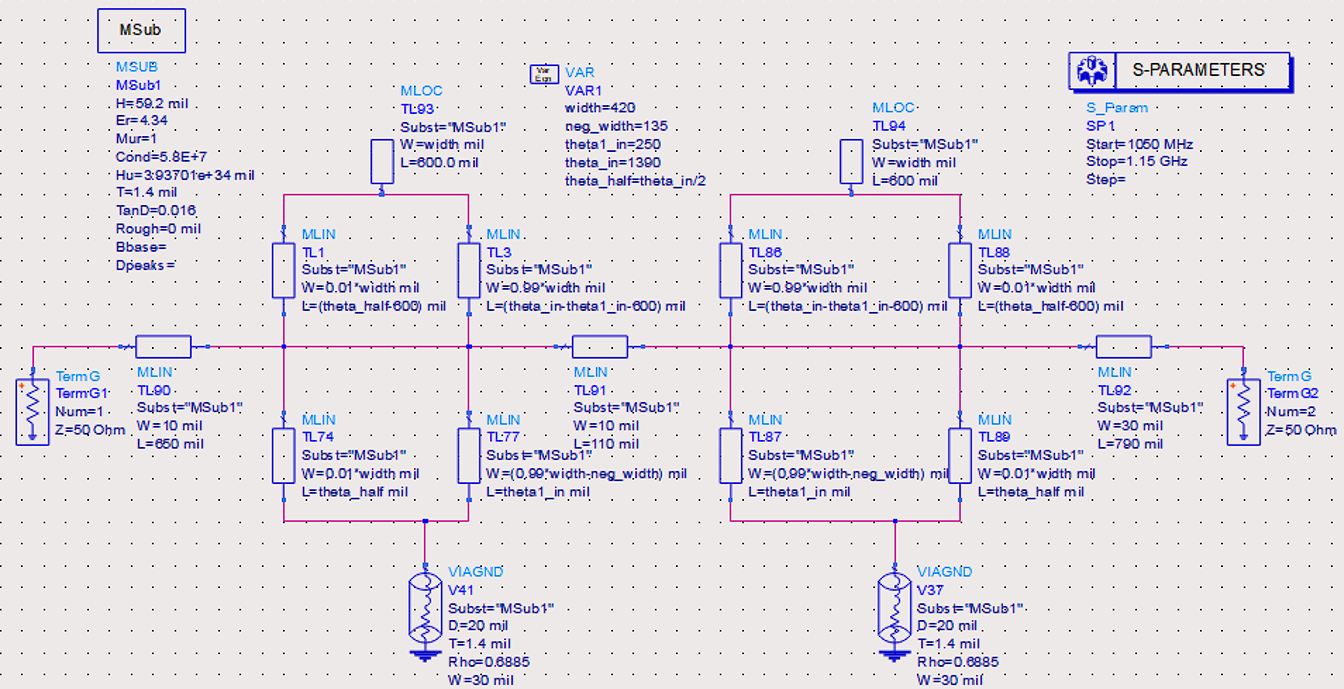 MSub
MSUB
MSub1
H=59.2 mil
Er=4.34
Mur=1
Cond=5.8E+7
Hu=3.93701e+34 mil
T=1.4 mil
TanD=0.016
Rough=0 mil
Bbase=
Dpeaks=
MLOC
TL93
Subst="MSub1"
W=width mil
L=600.0 mil
Var
Eqn
VAR
VAR1
width=420
neg_width=135
theta1_in=250
theta_in=1390
theta_half=theta_in/2
MLOC
TL94
Subst="MSub1"
W=width mil
L=600 mil
S-PARAMETERS
S_Param
SP1
Start=1050 MHz
Stop=1.15 GHz
Step=
MLIN
TL1
Subst="MSub1"
W=0.01*width mil
L=(theta_half-600) mil
MLIN
TL3
Subst="MSub1"
W=0.99*width mil
L=(theta_in-theta1_in-600) mil
MLIN
TL86
Subst="MSub1"
W=0.99*width mil
L=(theta_in-theta1_in-600) mil
MLIN
TL88
Subst="MSub1"
W=0.01*width mil
L=(theta_half-600) mil
TermG
TermG1
Num=1
Z=50 Ohm
MLIN
TL90
Subst="MSub1"
W=10 mil
L=650 mil
MLIN
TL91
Subst="MSub1"
W=10 mil
L=110 mil
MLIN
TL92
Subst="MSub1"
W=30 mil
L=790 mil
TermG
TermG2
Num=2
Z=50 Ohm
MLIN
TL74
Subst="MSub1"
W=0.01*width mil
L=theta_half mil
MLIN
TL77
Subst="MSub1"
W=(0.99*width-neg_width) mil
L=theta1_in mil
MLIN
TL87
Subst="MSub1"
W=(0.99*width-neg_width) mil
L=theta1_in mil
MLIN
TL89
Subst="MSub1"
W=0.01*width mil
L=theta_half mil
VIAGND
V41
Subst="MSub1"
D=20 mil
T=1.4 mil
Rho=0.6885
W=30 mil
VIAGND
V37
Subst="MSub1"
D=20 mil
T=1.4 mil
Rho=0.6885
W=30 mil